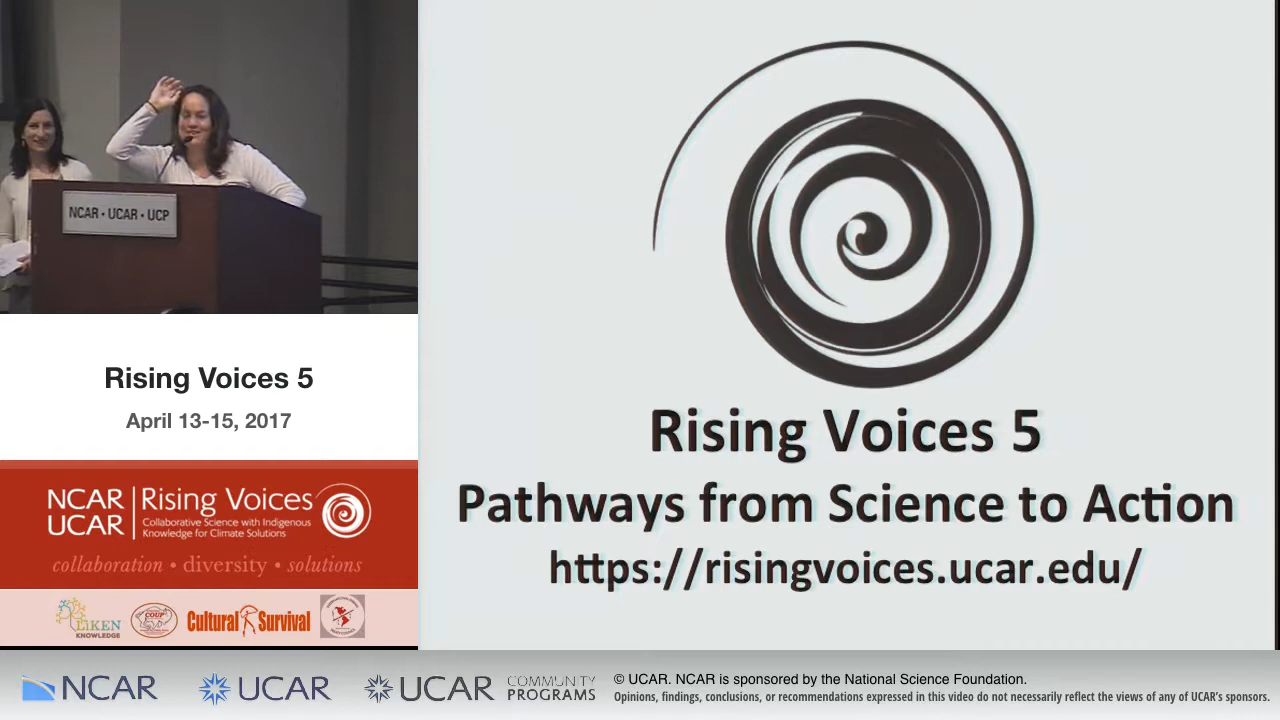 NCAR • UCAR • UCP
Rising Voices 5
April 13-15, 2017
NCAR
UCAR
Rising Voices
Collaborative Science with Indigenous
Knowledge for Climate Solutions
collaboration • diversity • solutions
LiKEN
KNOWLEDGE
COUP
Cultural Survival
Rising Voices 5
Pathways from Science to Action
https://risingvoices.ucar.edu/
NCAR
UCAR
UCAR
COMMUNITY
PROGRAMS
© UCAR. NCAR is sponsored by the National Science Foundation.
Opinions, findings, conclusions, or recommendations expressed in this video do not necessarily reflect the views of any of UCAR's sponsors.